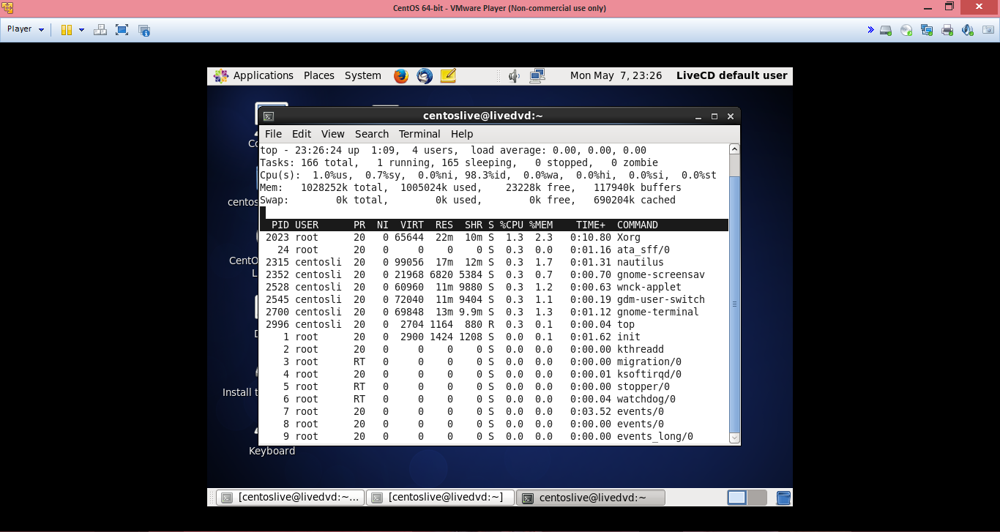 CentOS 64-bit - VMware Player (Non-commercial use only)
Player
Applications Places System Mon May 7, 23:26 LiveCD default user
centoslive@livedvd:~
File Edit View Search Terminal Help
top - 23:26:24 up 1:09, 4 users, load average: 0.00, 0.00, 0.00
Tasks: 166 total, 1 running, 165 sleeping, 0 stopped, 0 zombie
Cpu(s): 1.0%us, 0.7%sy, 0.0%ni, 98.3%id, 0.0%wa, 0.0%hi, 0.0%si, 0.0%st
Mem: 1028252k total, 1005024k used, 23228k free, 117940k buffers
Swap: 0k total, 0k used, 0k free, 690204k cached
PID USER PR NI VIRT RES SHR S %CPU %MEM TIME+ COMMAND
2023 root 20 0 65644 22m 10m S 1.3 2.3 0:10.80 Xorg
24 root 20 0 0 0 0 S 0.3 0.0 0:01.16 ata_sff/0
2315 centosli 20 0 99056 17m 12m S 0.3 1.7 0:01.31 nautilus
2352 centosli 20 0 21968 6820 5384 S 0.3 0.7 0:00.70 gnome-screensav
2528 centosli 20 0 60960 11m 9880 S 0.3 1.2 0:00.63 wnck-applet
2545 centosli 20 0 72040 11m 9404 S 0.3 1.1 0:00.19 gdm-user-switch
2700 centosli 20 0 69848 13m 9.9m S 0.3 1.3 0:01.12 gnome-terminal
2996 centosli 20 0 2704 1164 880 R 0.3 0.1 0:00.04 top
1 root 20 0 2900 1424 1208 S 0.0 0.1 0:01.62 init
2 root 20 0 0 0 0 S 0.0 0.0 0:00.00 kthreadd
3 root RT 0 0 0 0 S 0.0 0.0 0:00.00 migration/0
4 root 20 0 0 0 0 S 0.0 0.0 0:00.01 ksoftirqd/0
5 root RT 0 0 0 0 S 0.0 0.0 0:00.00 stopper/0
6 root RT 0 0 0 0 S 0.0 0.0 0:00.04 watchdog/0
7 root 20 0 0 0 0 S 0.0 0.0 0:03.52 events/0
8 root 20 0 0 0 0 S 0.0 0.0 0:00.00 events/0
9 root 20 0 0 0 0 S 0.0 0.0 0:00.00 events_long/0
centos
CentO
Install t
Keyboard
[centoslive@livedvd:~... [centoslive@livedvd:~] centoslive@livedvd:~